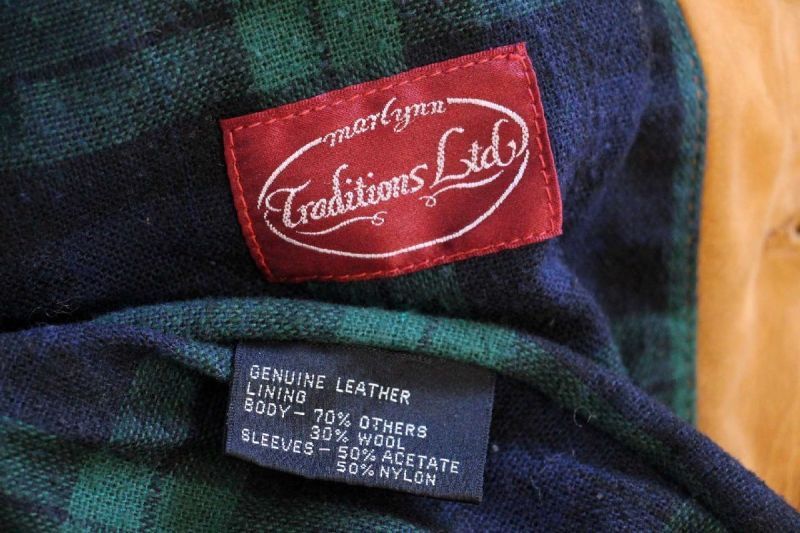 marlynn
Traditions Ltd
GENUINE LEATHER
LINING
BODY – 70% OTHERS
30% WOOL
SLEEVES – 50% ACETATE
50% NYLON